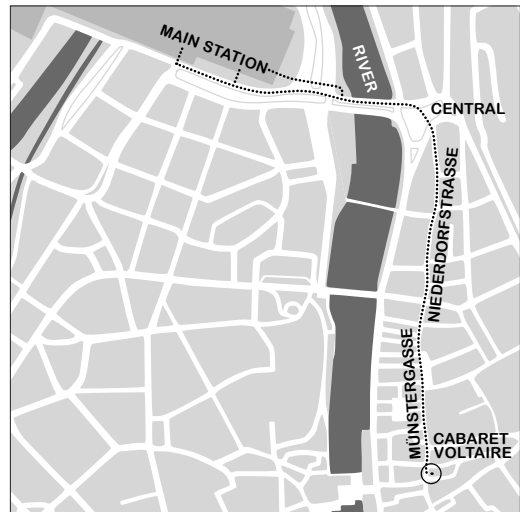 MAIN STATION
RIVER
CENTRAL
NIEDERDORFSTRASSE
MÜNSTERGASSE
CABARET
VOLTAIRE